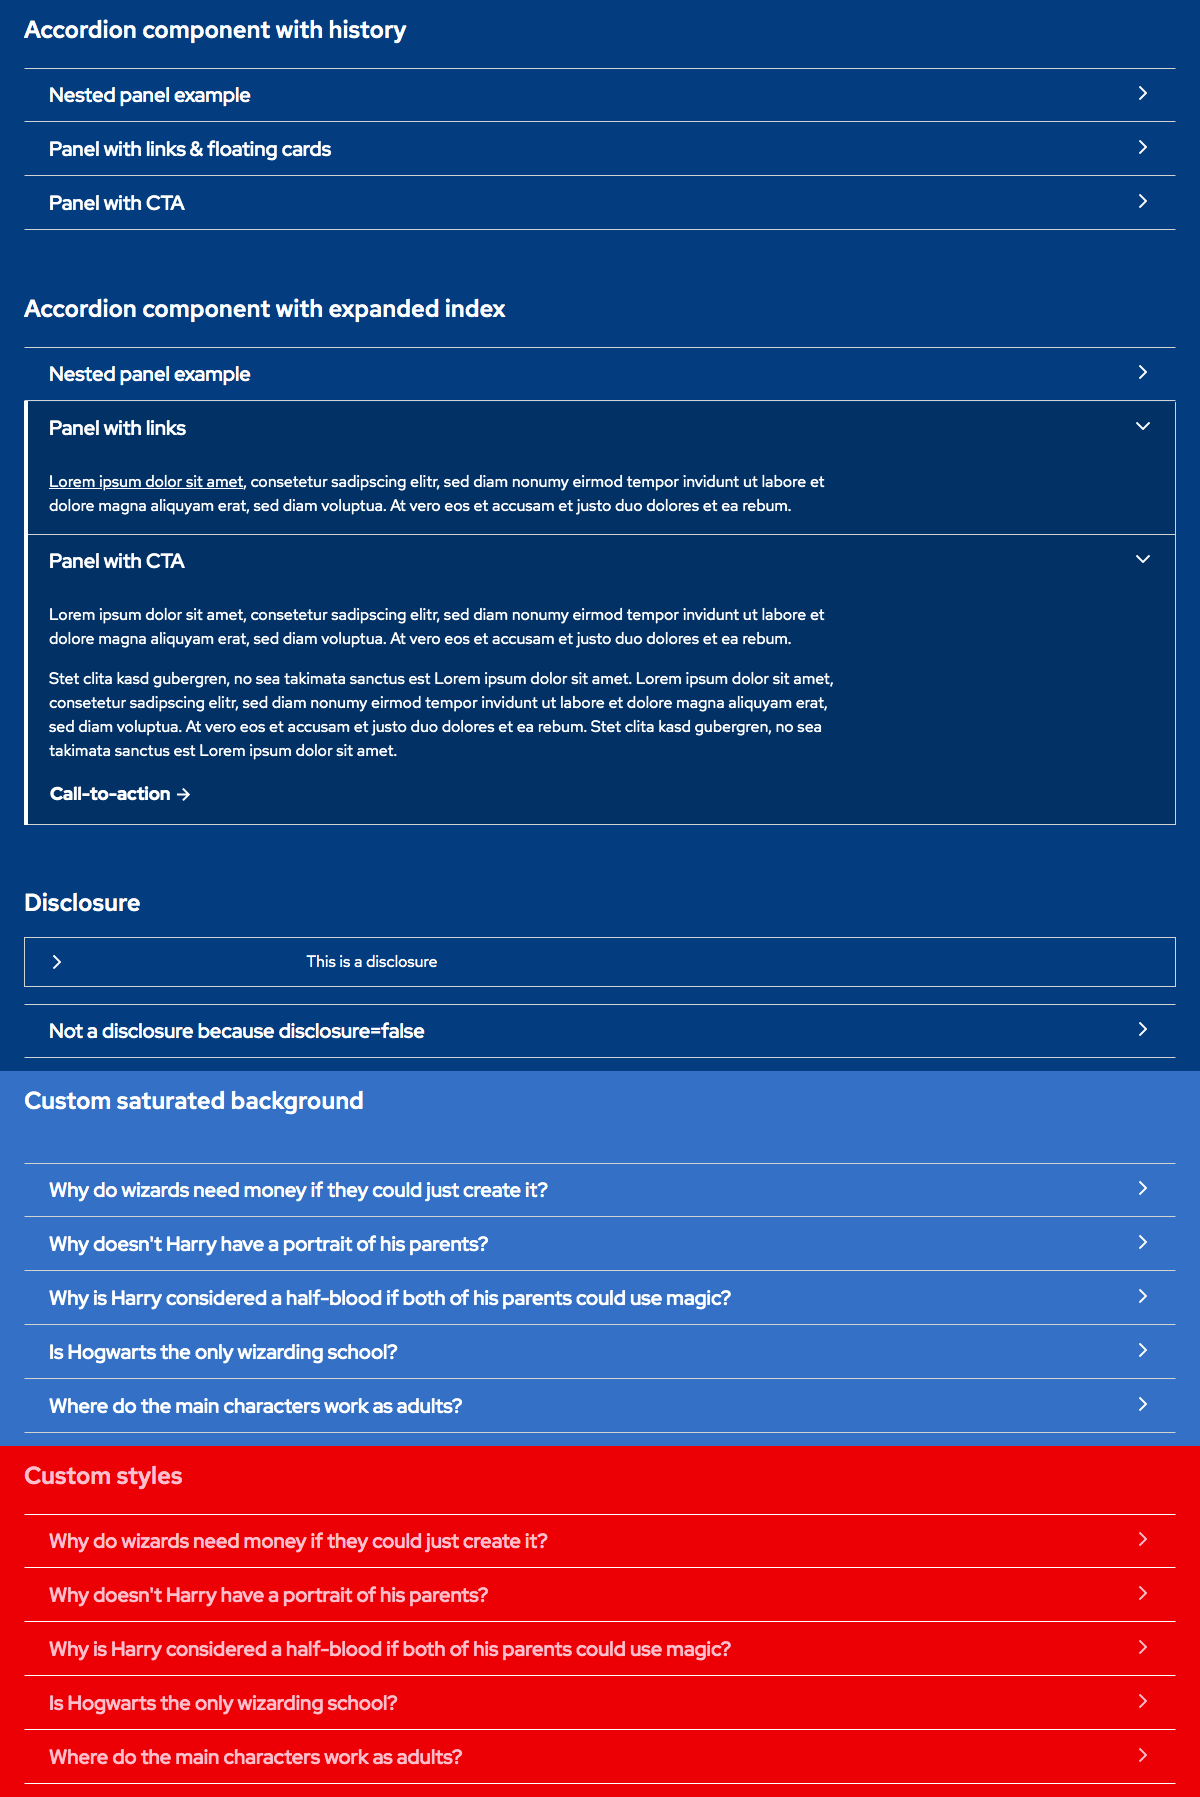 Accordion component with history
Nested panel example
Panel with links & floating cards
Panel with CTA
Accordion component with expanded index
Nested panel example
Panel with links
Lorem ipsum dolor sit amet, consetetur sadipscing elitr, sed diam nonumy eirmod tempor invidunt ut labore et
dolore magna aliquyam erat, sed diam voluptua. At vero eos et accusam et justo duo dolores et ea rebum.
Panel with CTA
Lorem ipsum dolor sit amet, consetetur sadipscing elitr, sed diam nonumy eirmod tempor invidunt ut labore et
dolore magna aliquyam erat, sed diam voluptua. At vero eos et accusam et justo duo dolores et ea rebum.
Stet clita kasd gubergren, no sea takimata sanctus est Lorem ipsum dolor sit amet. Lorem ipsum dolor sit amet,
consetetur sadipscing elitr, sed diam nonumy eirmod tempor invidunt ut labore et dolore magna aliquyam erat,
sed diam voluptua. At vero eos et accusam et justo duo dolores et ea rebum. Stet clita kasd gubergren, no sea
takimata sanctus est Lorem ipsum dolor sit amet.
Call-to-action →
Disclosure
This is a disclosure
Not a disclosure because disclosure=false
Custom saturated background
Why do wizards need money if they could just create it?
Why doesn't Harry have a portrait of his parents?
Why is Harry considered a half-blood if both of his parents could use magic?
Is Hogwarts the only wizarding school?
Where do the main characters work as adults?
Custom styles
Why do wizards need money if they could just create it?
Why doesn't Harry have a portrait of his parents?
Why is Harry considered a half-blood if both of his parents could use magic?
Is Hogwarts the only wizarding school?
Where do the main characters work as adults?